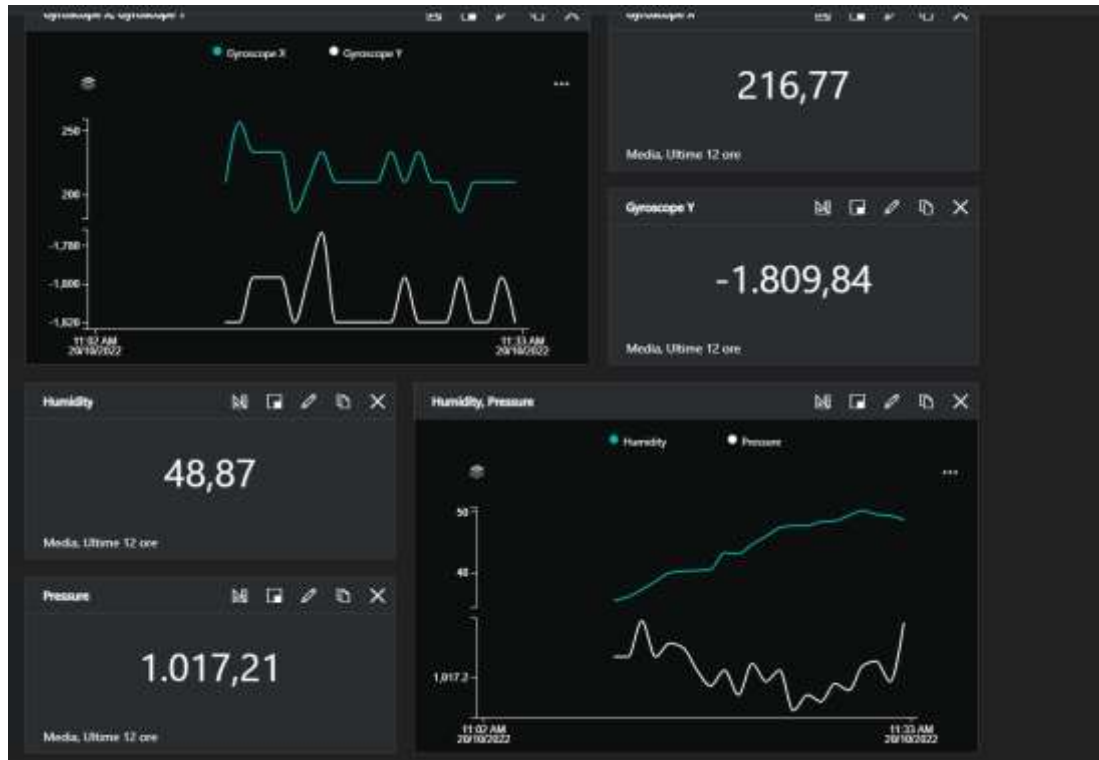 Gyroscope X, Gyroscope Y
Gyroscope X
Gyroscope X
Gyroscope Y
250
200
-1,780
-1,800
-1,820
11:02 AM
20/10/2022
11:33 AM
20/10/2022
216,77
Media, Ultime 12 ore
Gyroscope Y
-1.809,84
Media, Ultime 12 ore
Humidity
48,87
Media, Ultime 12 ore
Humidity, Pressure
Humidity
Pressure
50
40
1,017.2
11:02 AM
20/10/2022
11:33 AM
20/10/2022
Pressure
1.017,21
Media, Ultime 12 ore